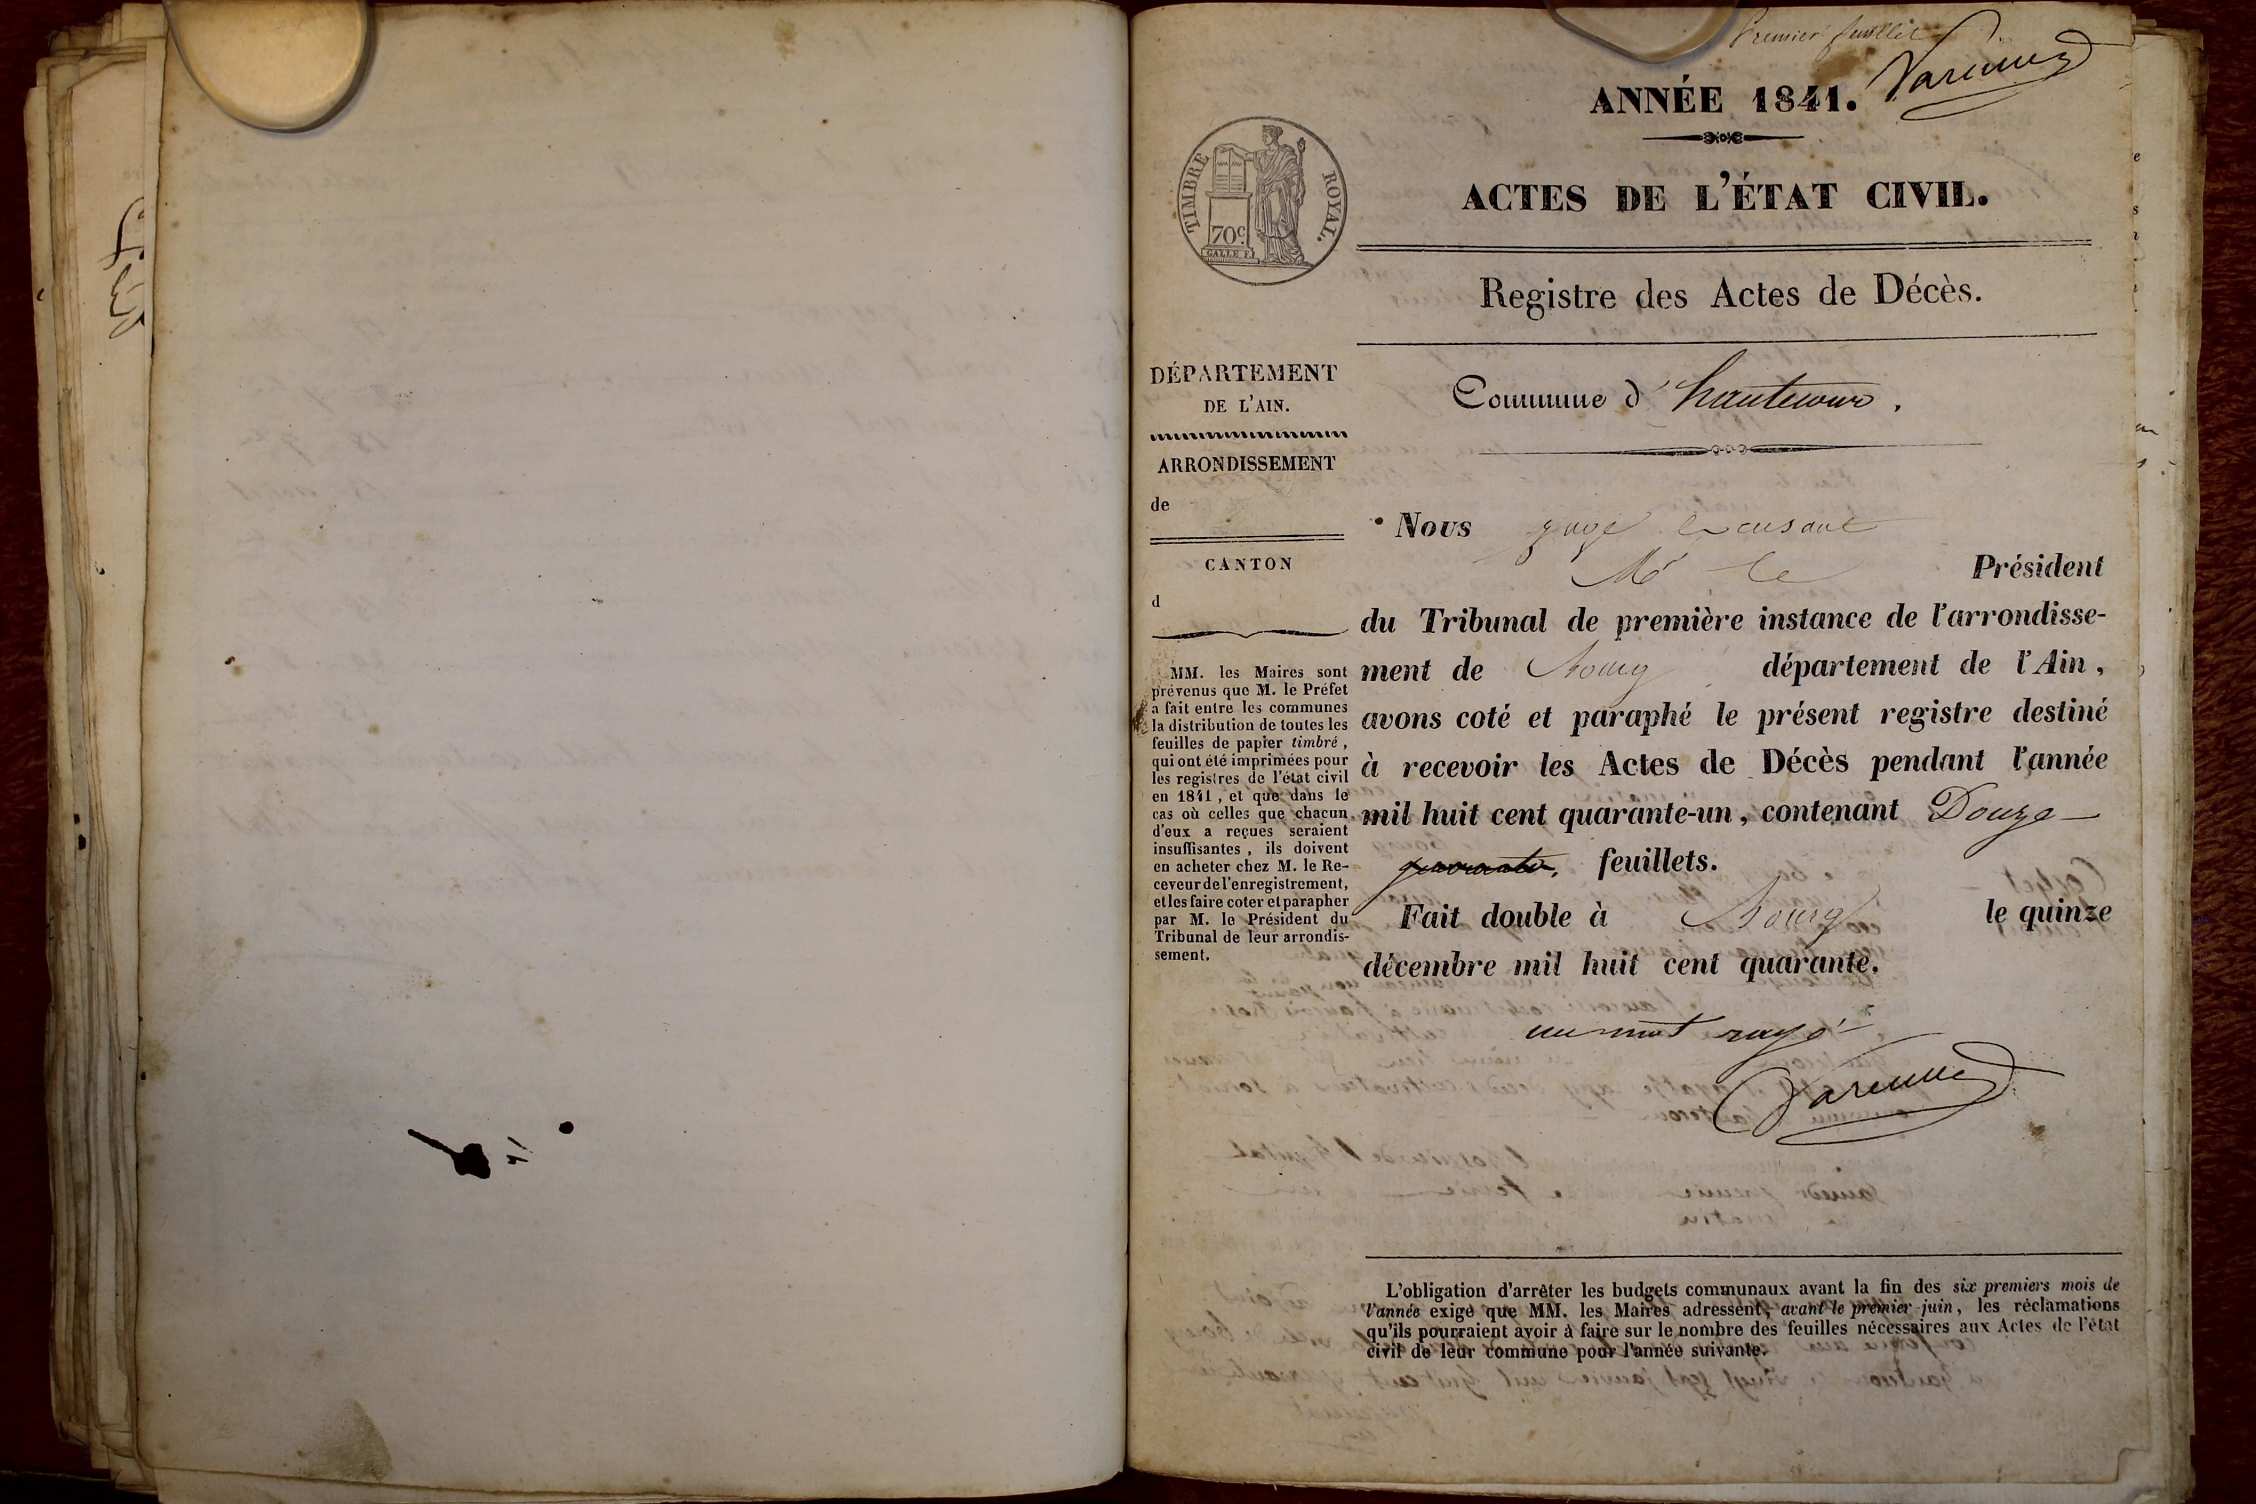 Premier feuillet
Varenne
ANNÉE 1841.
ACTES DE L'ÉTAT CIVIL.
TIMBRE ROYAL.
70c.
Registre des Actes de Décès.
DÉPARTEMENT
DE L'AIN.
ARRONDISSEMENT
de
CANTON
d
MM. les Maires sont
prévenus que M. le Préfet
a fait entre les communes
la distribution de toutes les
feuilles de papier timbré,
qui ont été imprimées pour
les registres de l'état civil
en 1841, et que dans le
cas où celles que chacun
d'eux a reçues seraient
insuffisantes, ils doivent
en acheter chez M. le Re-
ceveur de l'enregistrement,
et les faire coter et parapher
par M. le Président du
Tribunal de leur arrondis-
sement.
Commune d'hautecour.
Nous juge
Mr le Président
du Tribunal de première instance de l'arrondisse-
ment de Bourg département de l'Ain,
avons coté et paraphé le présent registre destiné
à recevoir les Actes de Décès pendant l'année
mil huit cent quarante-un, contenant Douze
feuillets.
Fait double à Bourg le quinze
décembre mil huit cent quarante.
un mot rayé
Varenne
L'obligation d'arrêter les budgets communaux avant la fin des six premiers mois de
l'année exige que MM. les Maires adressent, avant le premier juin, les réclamations
qu'ils pourraient avoir à faire sur le nombre des feuilles nécessaires aux Actes de l'état
civil de leur commune pour l'année suivante.